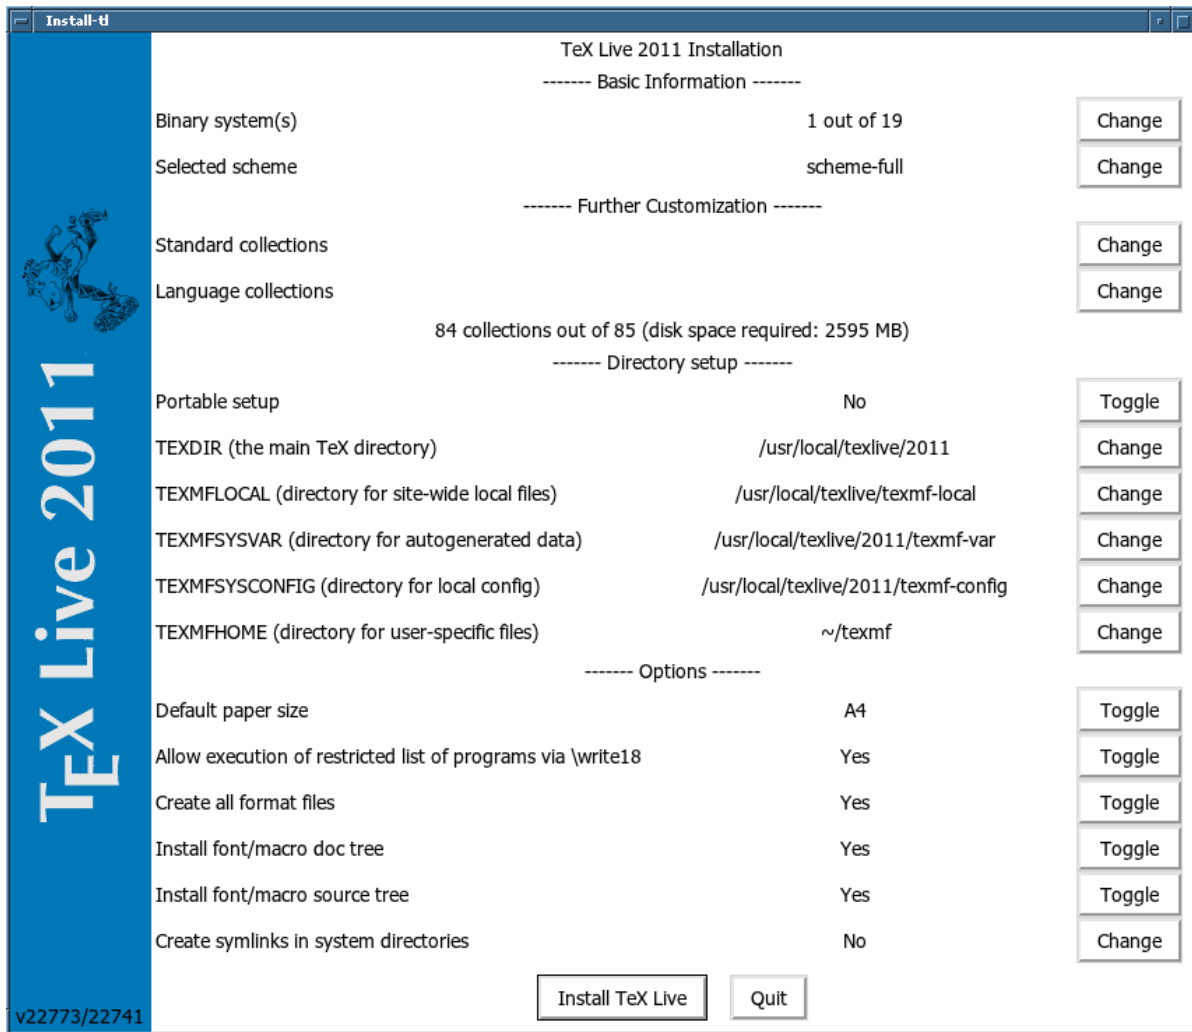 Install-tl
TeX Live 2011 Installation
------- Basic Information -------
Binary system(s) 1 out of 19 Change
Selected scheme scheme-full Change
------- Further Customization -------
Standard collections Change
Language collections Change
84 collections out of 85 (disk space required: 2595 MB)
------- Directory setup -------
Portable setup No Toggle
TEXDIR (the main TeX directory) /usr/local/texlive/2011 Change
TEXMFLOCAL (directory for site-wide local files) /usr/local/texlive/texmf-local Change
TEXMFSYSVAR (directory for autogenerated data) /usr/local/texlive/2011/texmf-var Change
TEXMFSYSCONFIG (directory for local config) /usr/local/texlive/2011/texmf-config Change
TEXMFHOME (directory for user-specific files) ~/texmf Change
------- Options -------
Default paper size A4 Toggle
Allow execution of restricted list of programs via \write18 Yes Toggle
Create all format files Yes Toggle
Install font/macro doc tree Yes Toggle
Install font/macro source tree Yes Toggle
Create symlinks in system directories No Change
Install TeX Live Quit
TEX Live 2011
v22773/22741